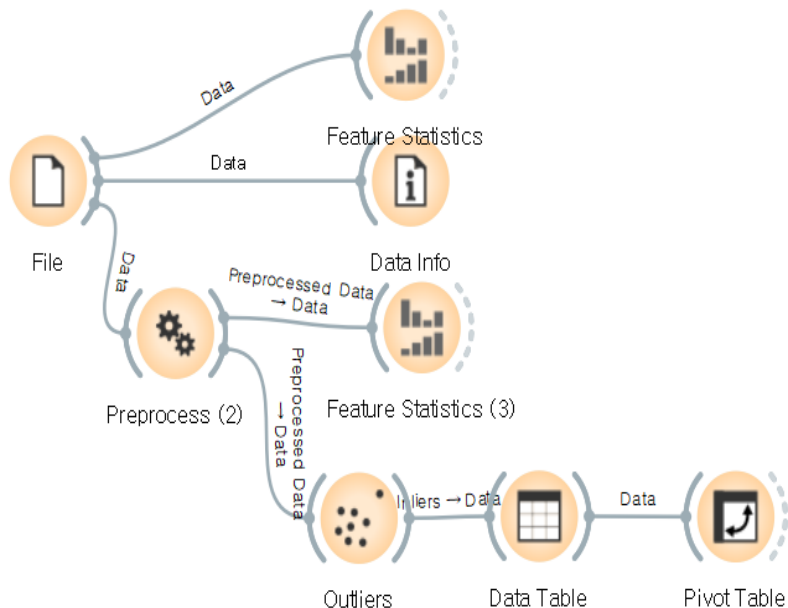 Data
Feature Statistics
Data
File
Data Info
Data
Preprocessed Data
→ Data
Preprocess (2)
Feature Statistics (3)
Preprocessed Data
→ Data
Inliers → Data
Data
Outliers
Data Table
Pivot Table